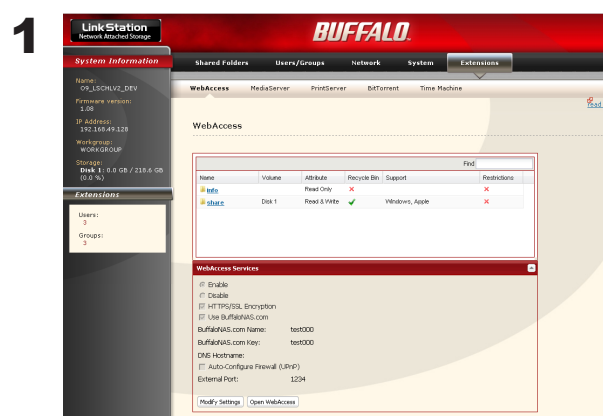 1
LinkStation
Network Attached Storage
BUFFALO
System Information
Shared Folders Users/Groups Network System Extensions
Name:
O9_LSCHLV2_DEV
WebAccess MediaServer PrintServer BitTorrent Time Machine
Firmware version:
1.08
read
IP Address:
192.168.49.128
WebAccess
Workgroup:
WORKGROUP
Storage:
Disk 1: 0.0 GB / 218.6 GB
(0.0 %)
Find
Name Volume Attribute Recycle Bin Support Restrictions
info Read Only
share Disk 1 Read & Write Windows, Apple
Extensions
Users:
3
Groups:
3
WebAccess Services
Enable
Disable
HTTPS/SSL Encryption
Use BuffaloNAS.com
BuffaloNAS.com Name: test000
BuffaloNAS.com Key: test000
DNS Hostname:
Auto-Configure Firewall (UPnP)
External Port: 1234
Modify Settings Open WebAccess